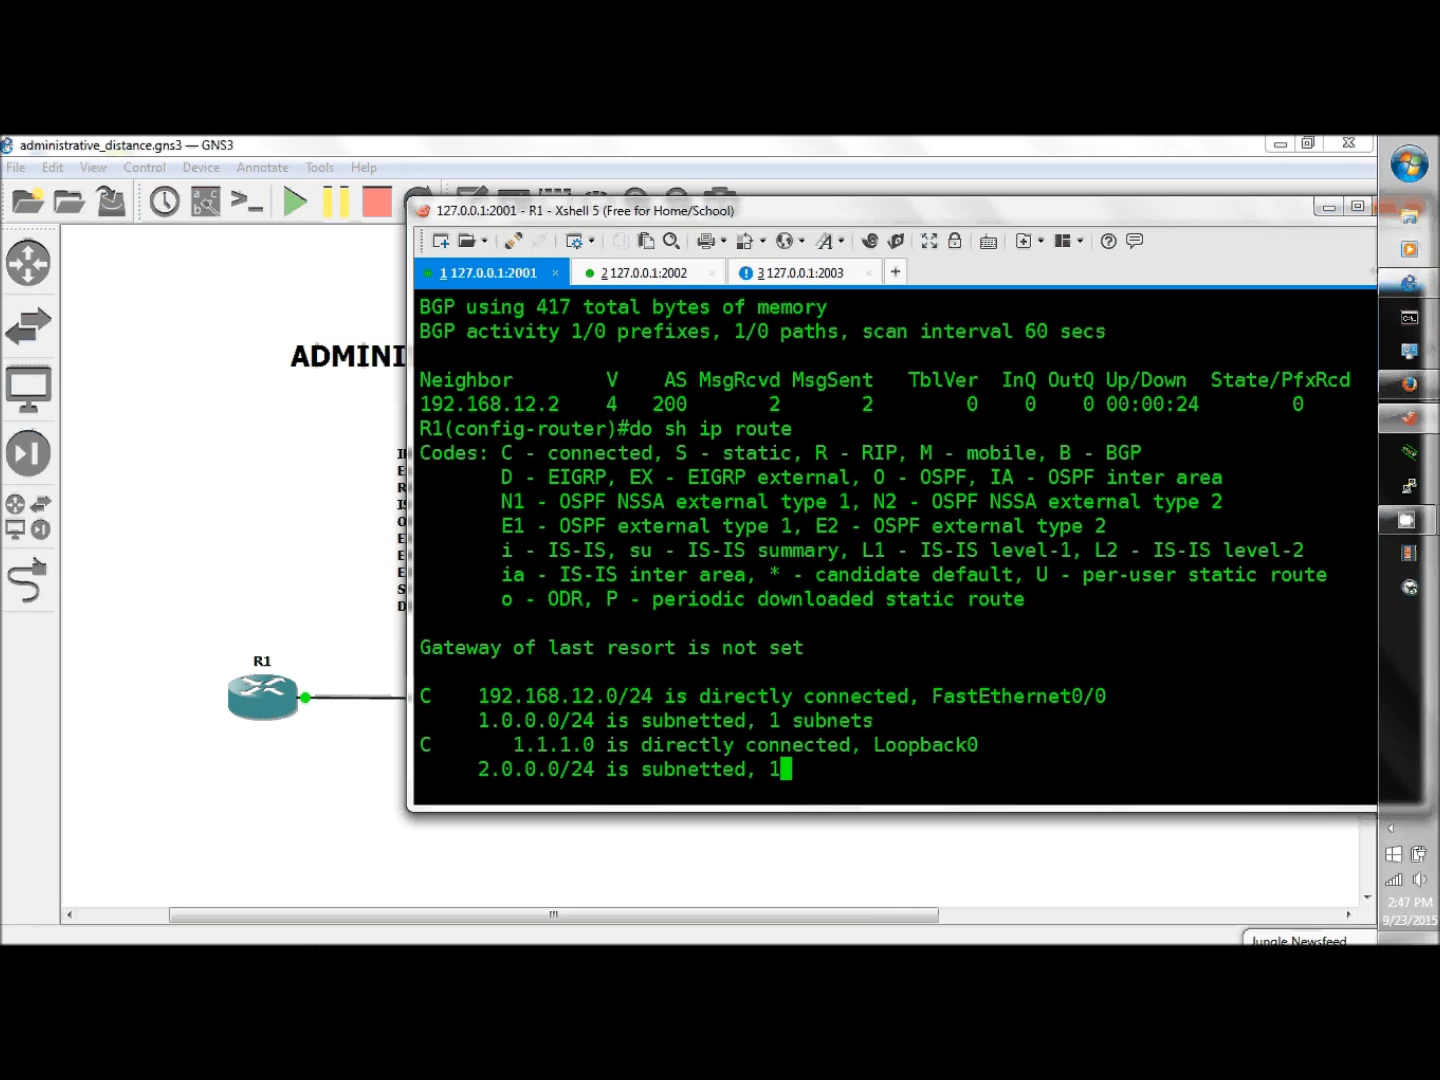 administrative_distance.gns3 — GNS3
File Edit View Control Device Annotate Tools Help
127.0.0.1:2001 - R1 - Xshell 5 (Free for Home/School)
1 127.0.0.1:2001
2 127.0.0.1:2002
3 127.0.0.1:2003
ADMINI
R1
BGP using 417 total bytes of memory
BGP activity 1/0 prefixes, 1/0 paths, scan interval 60 secs
Neighbor V AS MsgRcvd MsgSent TblVer InQ OutQ Up/Down State/PfxRcd
192.168.12.2 4 200 2 2 0 0 0 00:00:24 0
R1(config-router)#do sh ip route
Codes: C - connected, S - static, R - RIP, M - mobile, B - BGP
D - EIGRP, EX - EIGRP external, O - OSPF, IA - OSPF inter area
N1 - OSPF NSSA external type 1, N2 - OSPF NSSA external type 2
E1 - OSPF external type 1, E2 - OSPF external type 2
i - IS-IS, su - IS-IS summary, L1 - IS-IS level-1, L2 - IS-IS level-2
ia - IS-IS inter area, * - candidate default, U - per-user static route
o - ODR, P - periodic downloaded static route
Gateway of last resort is not set
C 192.168.12.0/24 is directly connected, FastEthernet0/0
1.0.0.0/24 is subnetted, 1 subnets
C 1.1.1.0 is directly connected, Loopback0
2.0.0.0/24 is subnetted, 1
2:47 PM
9/23/2015
Jungle Newsfeed